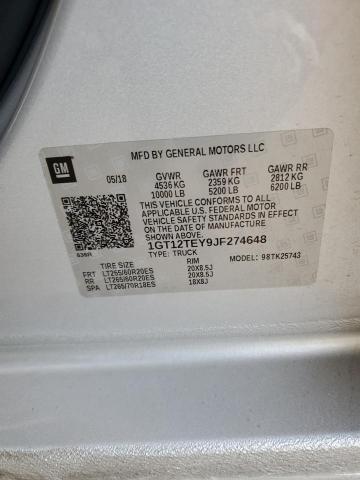 GM
MFD BY GENERAL MOTORS LLC
05/18 GVWR GAWR FRT GAWR RR
4536 KG 2359 KG 2812 KG
10000 LB 5200 LB 6200 LB
THIS VEHICLE CONFORMS TO ALL
APPLICABLE U.S. FEDERAL MOTOR
VEHICLE SAFETY STANDARDS IN EFFECT
ON THE DATE OF MANUFACTURE
SHOWN ABOVE.
1GT12TEY9JF274648
TYPE: TRUCK MODEL: 98TK25743
TIRE SIZE RIM
FRT LT265/60R20ES 20X8.5J
RR LT265/60R20ES 20X8.5J
SPA LT265/70R18ES 18X8J